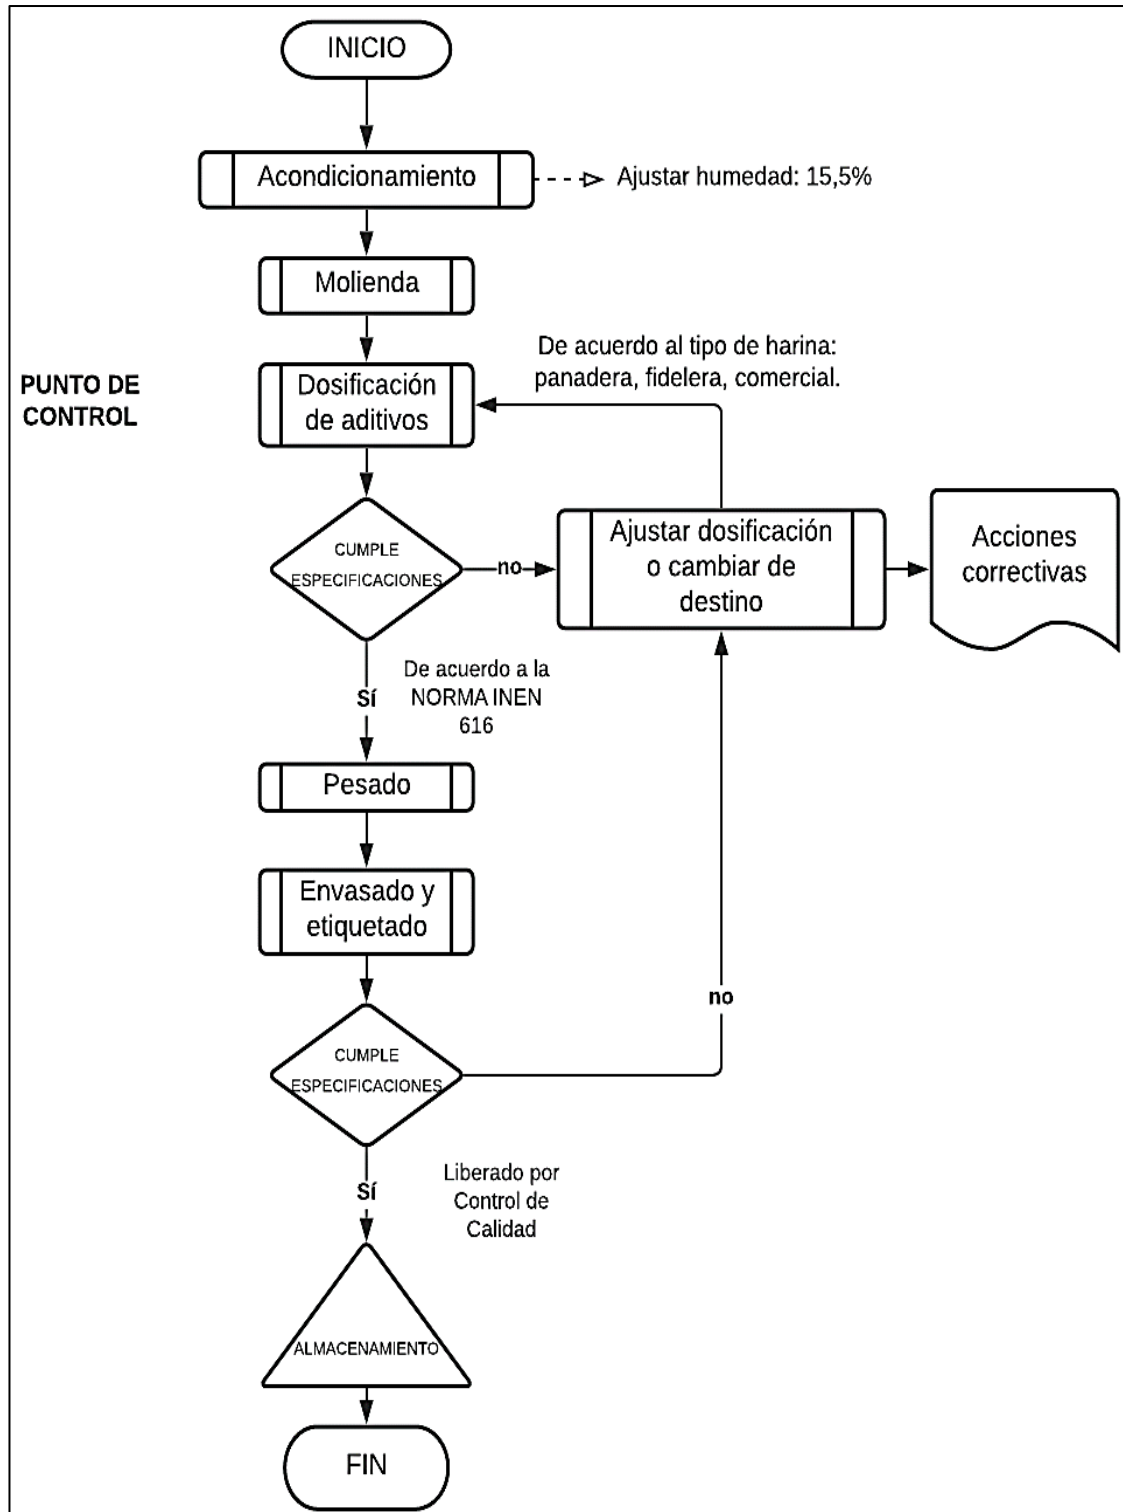 INICIO
Acondicionamiento
Ajustar humedad: 15,5%
Molienda
De acuerdo al tipo de harina:
panadera, fidelera, comercial.
PUNTO DE
CONTROL
Dosificación
de aditivos
CUMPLE
ESPECIFICACIONES
no
Ajustar dosificación
o cambiar de
destino
Acciones
correctivas
Sí
De acuerdo a la
NORMA INEN
616
Pesado
Envasado y
etiquetado
no
CUMPLE
ESPECIFICACIONES
Sí
Liberado por
Control de
Calidad
ALMACENAMIENTO
FIN